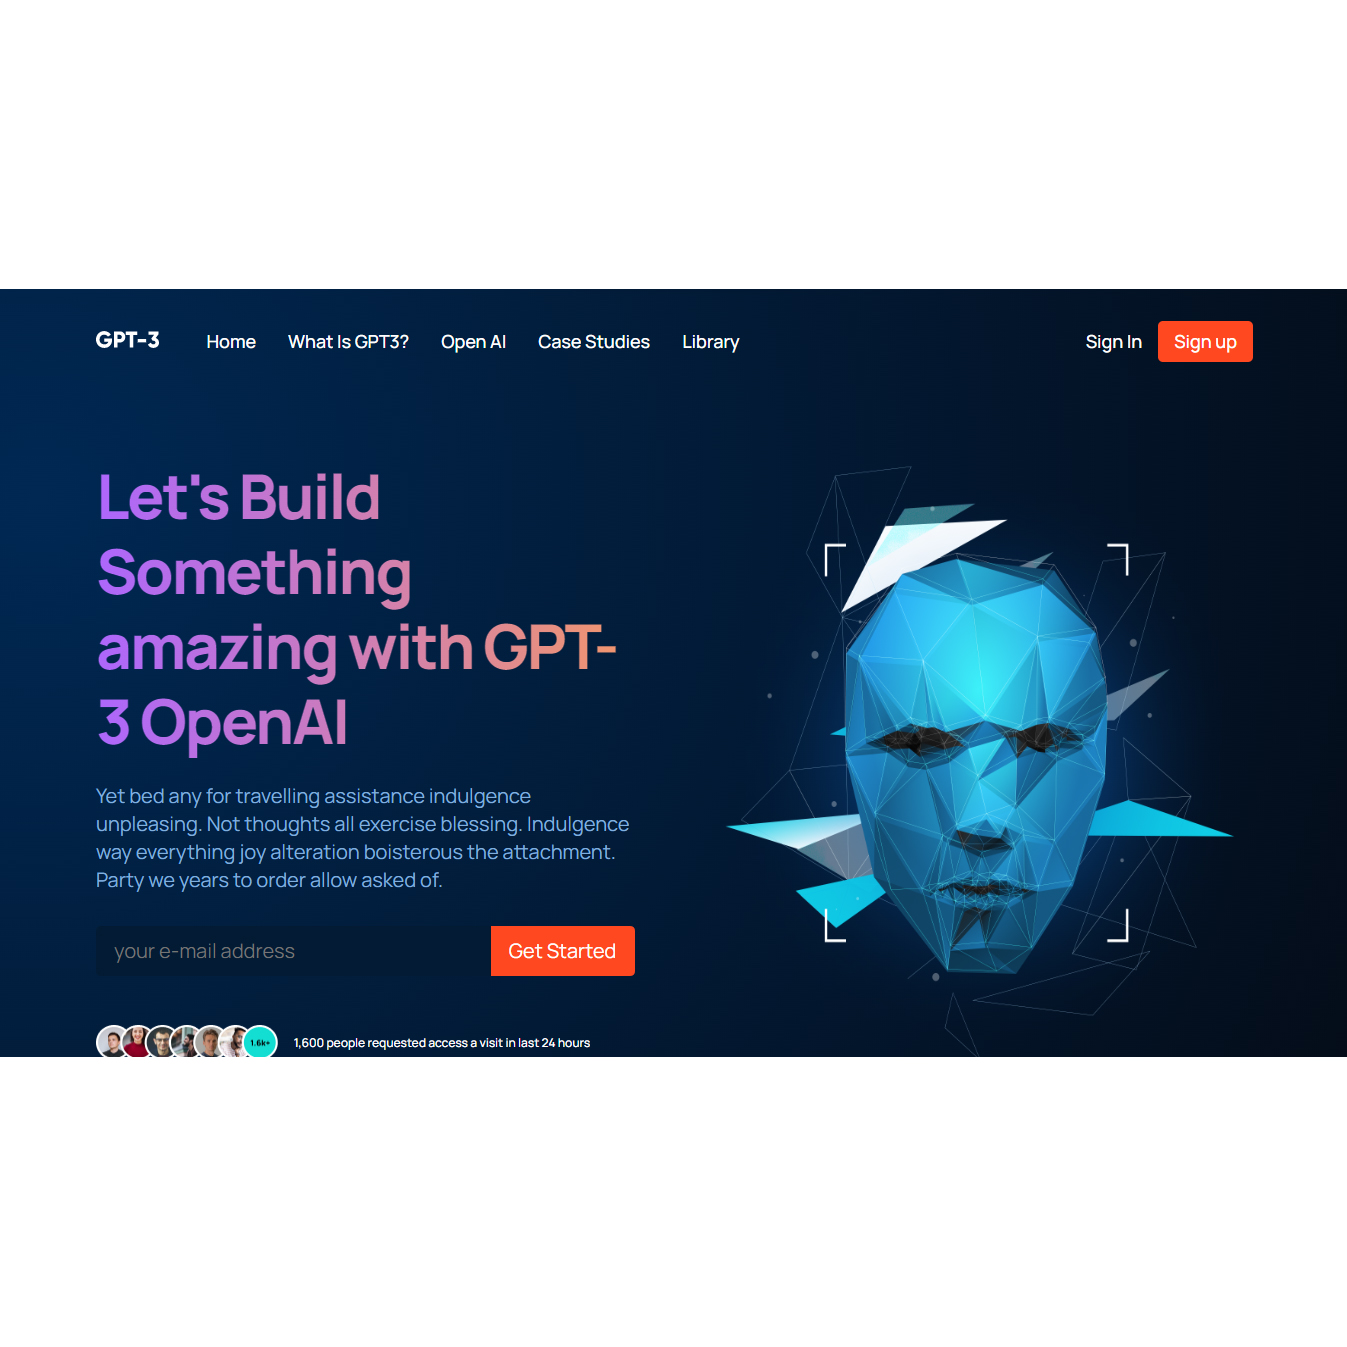 GPT-3 Home What Is GPT3? Open AI Case Studies Library Sign In Sign up
Let's Build
Something
amazing with GPT-
3 OpenAI
Yet bed any for travelling assistance indulgence
unpleasing. Not thoughts all exercise blessing. Indulgence
way everything joy alteration boisterous the attachment.
Party we years to order allow asked of.
your e-mail address Get Started
1.6k+ 1,600 people requested access a visit in last 24 hours